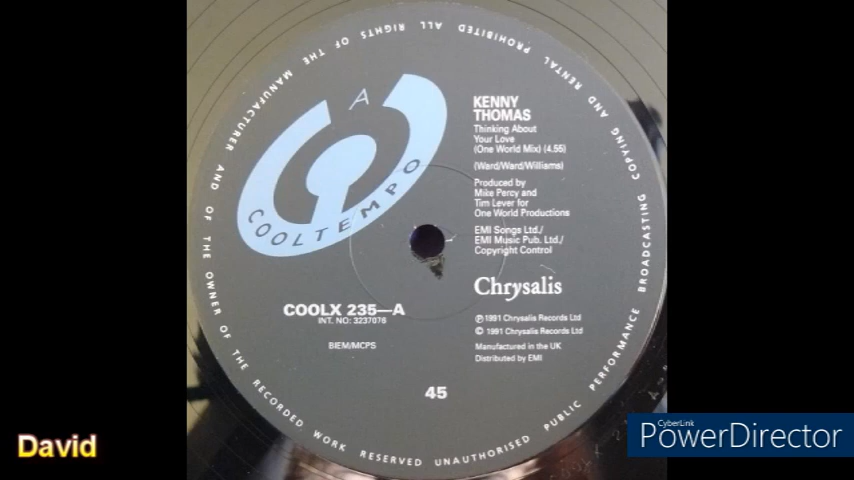 A
COOLTEMPO
KENNY
THOMAS
Thinking About
Your Love
(One World Mix) (4.55)
(Ward/Ward/Williams)
Produced by
Mike Percy and
Tim Lever for
One World Productions
EMI Songs Ltd./
EMI Music Pub. Ltd./
Copyright Control
Chrysalis
COOLX 235—A
INT. NO: 3237076
BIEM/MCPS
℗ 1991 Chrysalis Records Ltd
© 1991 Chrysalis Records Ltd
Manufactured in the UK
Distributed by EMI
45
ALL RIGHTS OF THE MANUFACTURER AND OF THE OWNER OF THE RECORDED WORK RESERVED UNAUTHORISED PUBLIC PERFORMANCE BROADCASTING COPYING AND RENTAL PROHIBITED
David
CyberLink
PowerDirector